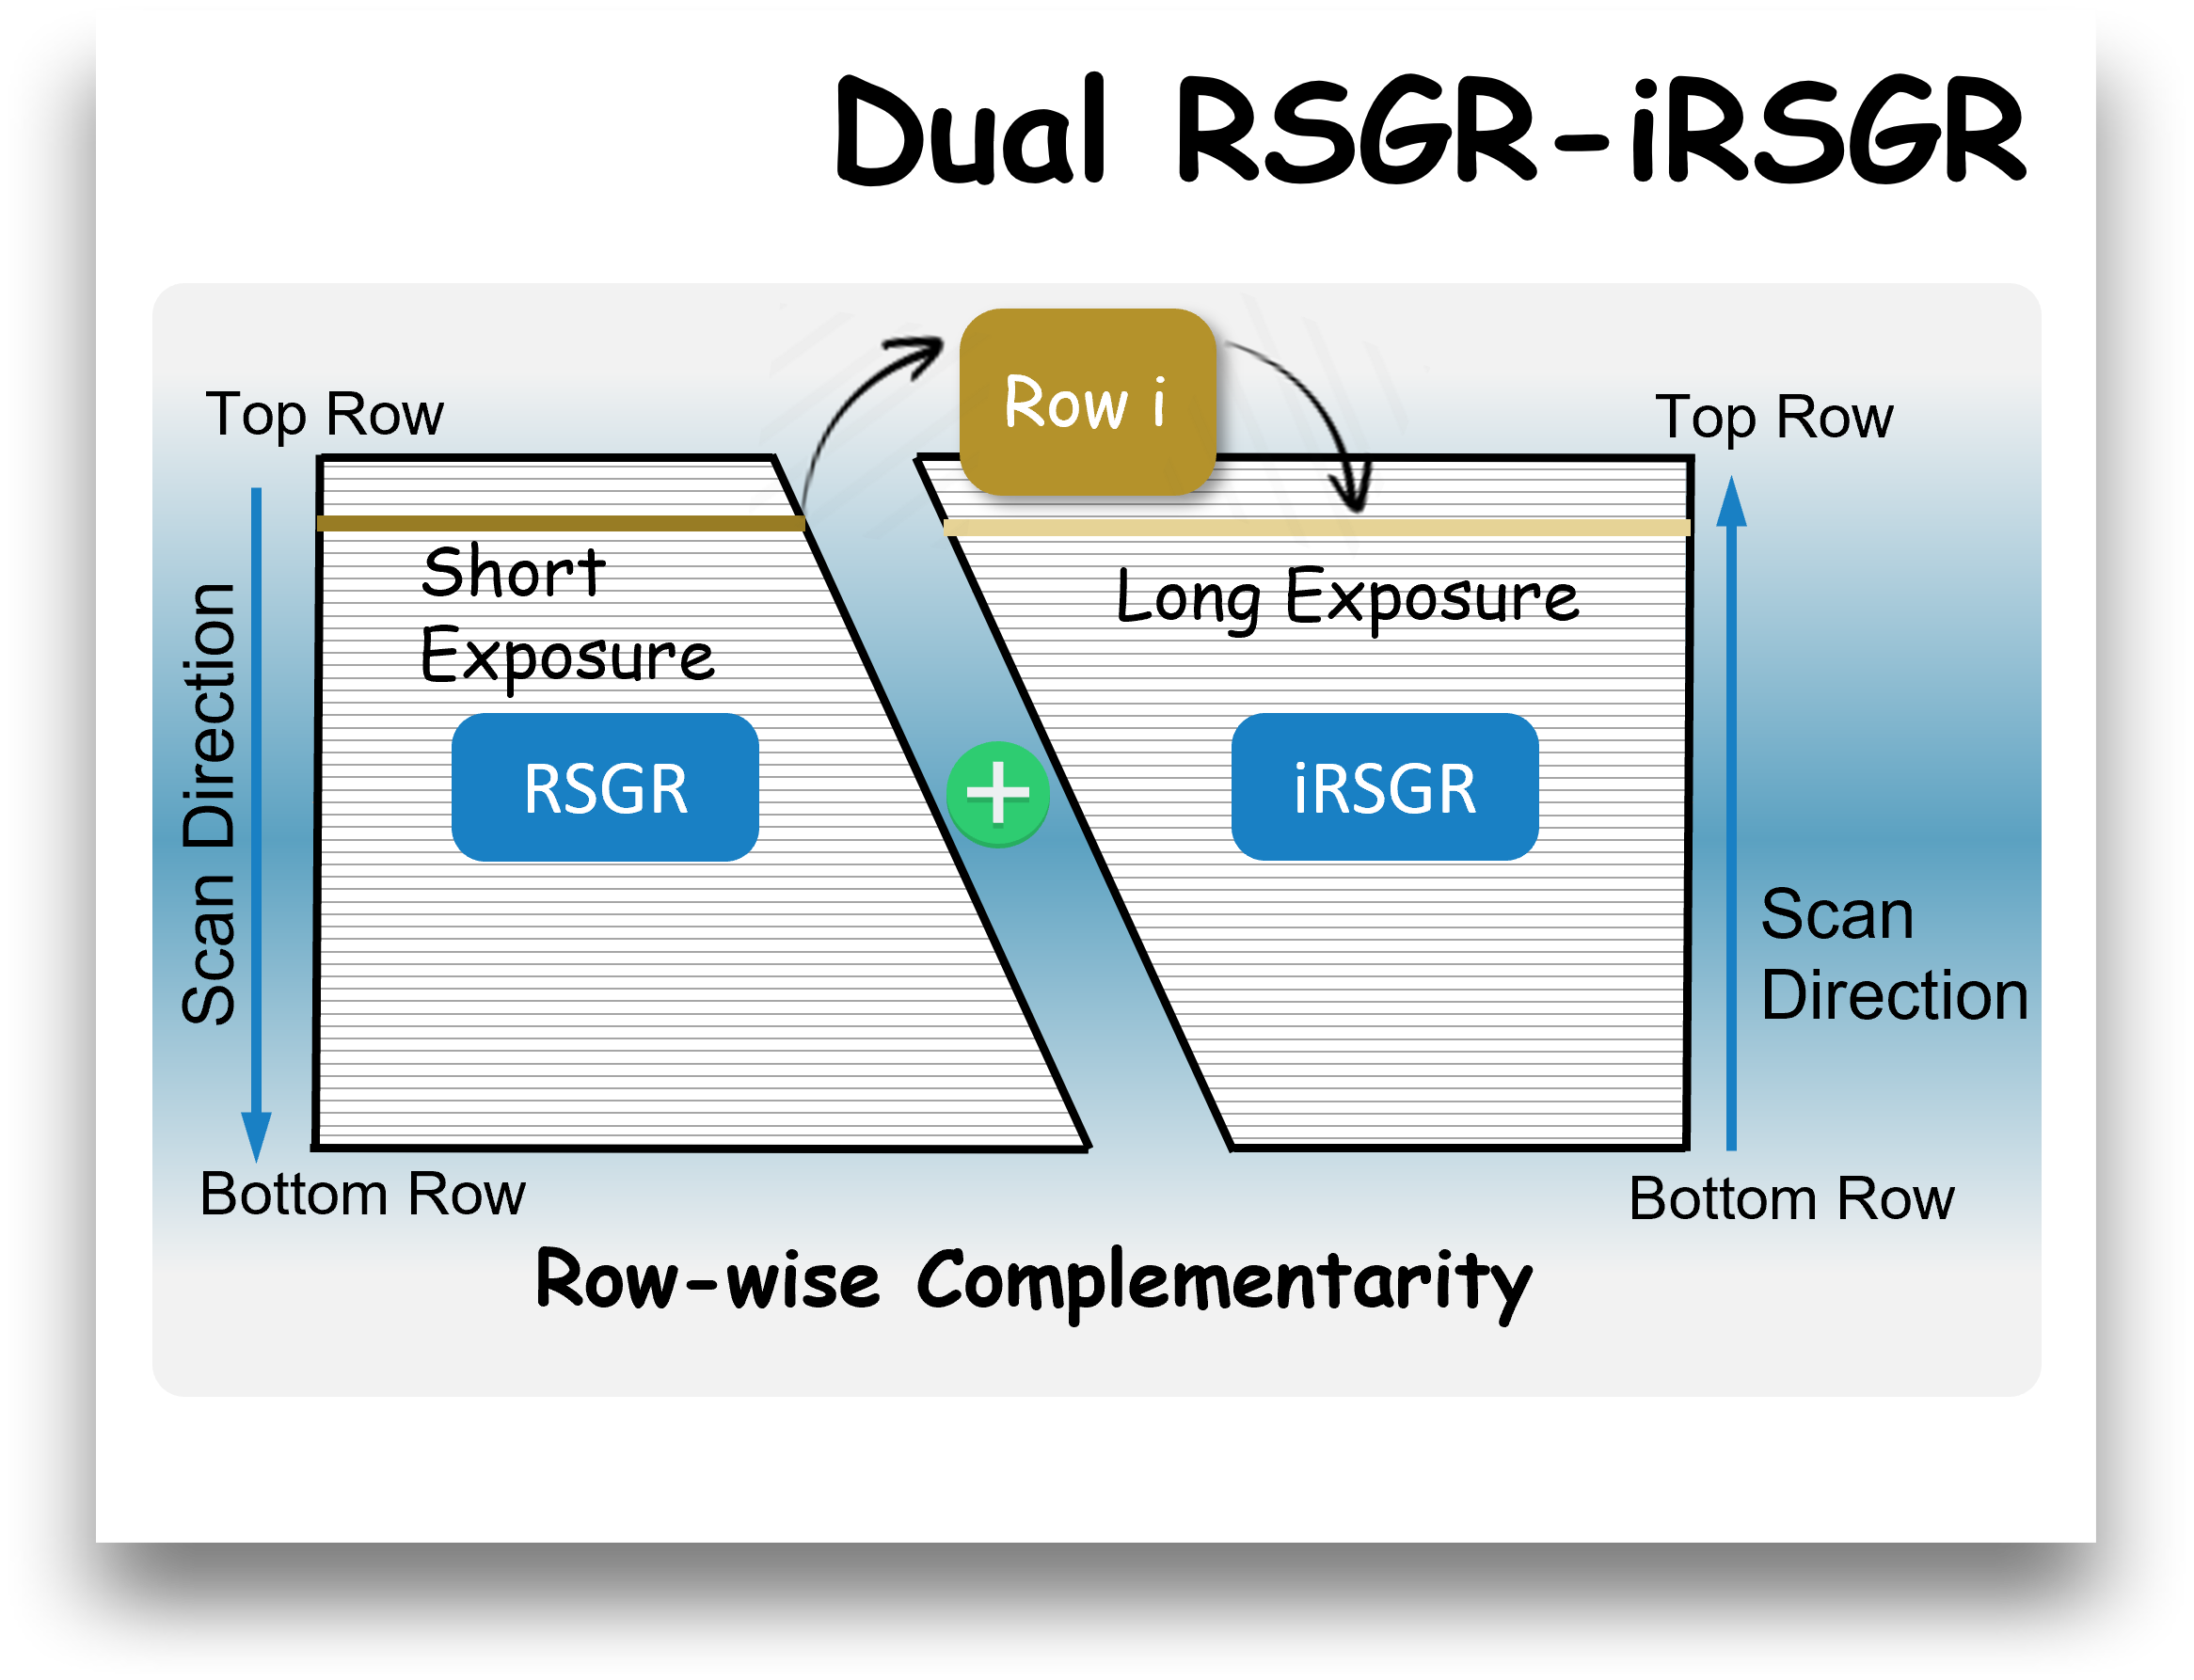 Dual RSGR-iRSGR
Row i
Top Row
Top Row
Short
Exposure
Long Exposure
RSGR
iRSGR
Scan Direction
Scan
Direction
Bottom Row
Bottom Row
Row-wise Complementarity